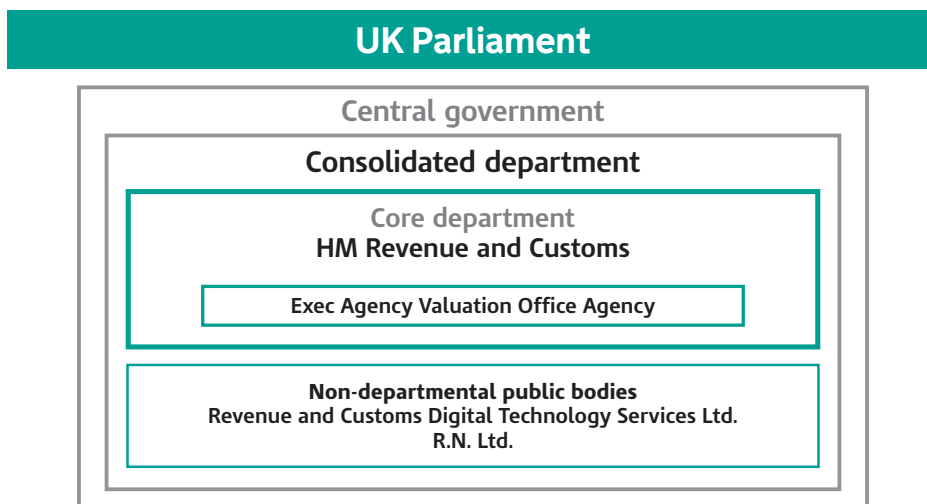 UK Parliament
Central government
Consolidated department
Core department
HM Revenue and Customs
Exec Agency Valuation Office Agency
Non-departmental public bodies
Revenue and Customs Digital Technology Services Ltd.
R.N. Ltd.